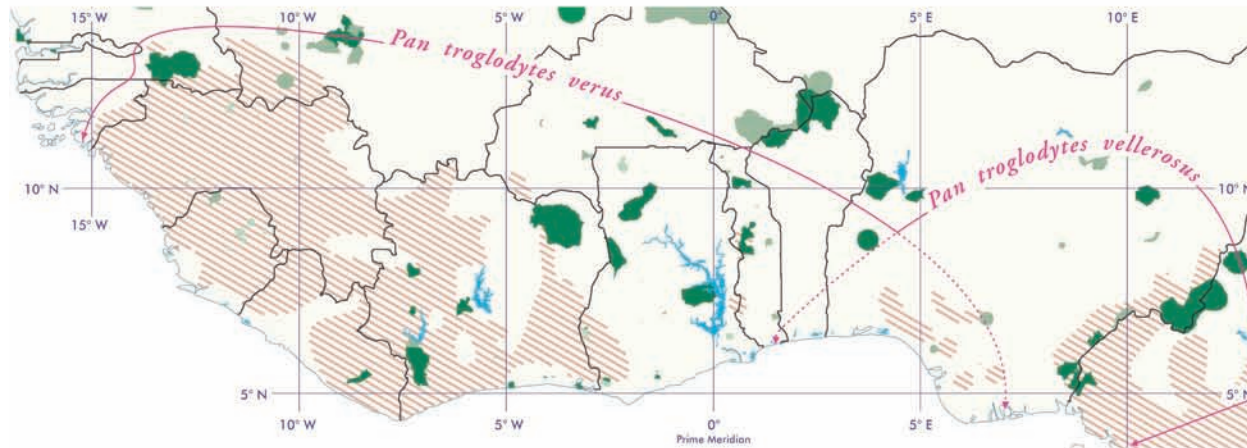 15° W
10° W
5° W
0°
5° E
10° E
Pan troglodytes verus
Pan troglodytes vellerosus
10° N
10° N
15° W
5° N
5° N
10° W
5° W
0°
5° E
10° E
Prime Meridian